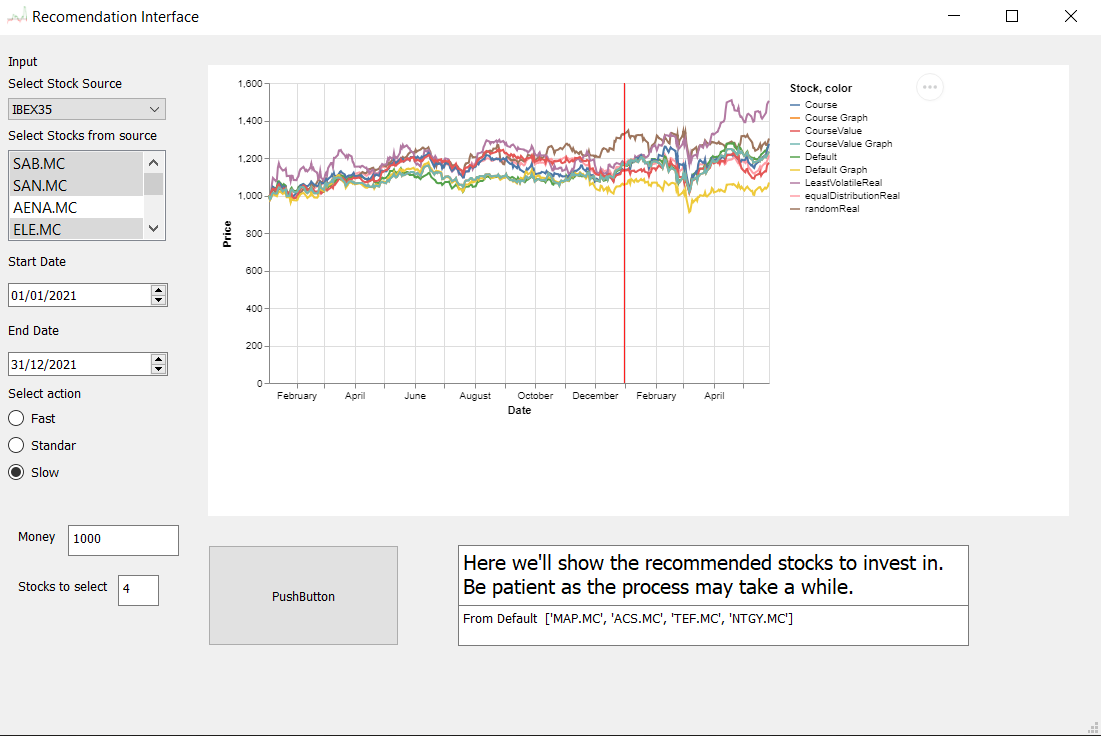 Recomendation Interface
Input
Select Stock Source
IBEX35
Select Stocks from source
SAB.MC
SAN.MC
AENA.MC
ELE.MC
Start Date
01/01/2021
End Date
31/12/2021
Select action
Fast
Standar
Slow
Money 1000
Stocks to select 4
1,600
1,400
1,200
1,000
800
600
400
200
0
Price
February April June August October December February April
Date
Stock, color
Course
Course Graph
CourseValue
CourseValue Graph
Default
Default Graph
LeastVolatileReal
equalDistributionReal
randomReal
PushButton
Here we'll show the recommended stocks to invest in.
Be patient as the process may take a while.
From Default ['MAP.MC', 'ACS.MC', 'TEF.MC', 'NTGY.MC']